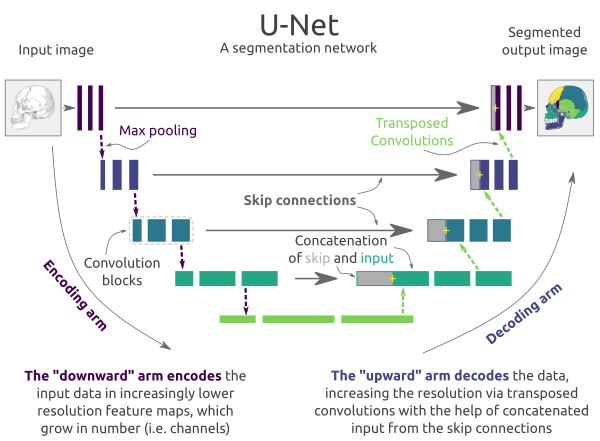 U-Net
A segmentation network
Input image
Segmented
output image
Max pooling
Transposed
Convolutions
Skip connections
Convolution
blocks
Concatenation
of skip and input
Encoding arm
Decoding arm
The "downward" arm encodes the
input data in increasingly lower
resolution feature maps, which
grow in number (i.e. channels)
The "upward" arm decodes the data,
increasing the resolution via transposed
convolutions with the help of concatenated
input from the skip connections